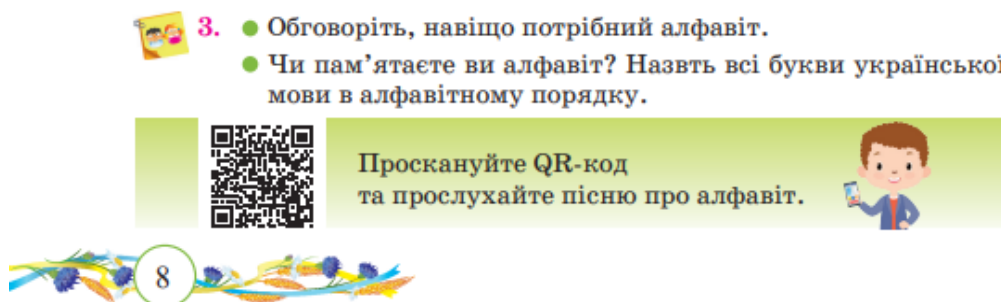 3. ● Обговоріть, навіщо потрібний алфавіт.
● Чи пам’ятаєте ви алфавіт? Назвть всі букви української
мови в алфавітному порядку.
Проскануйте QR-код
та прослухайте пісню про алфавіт.
8